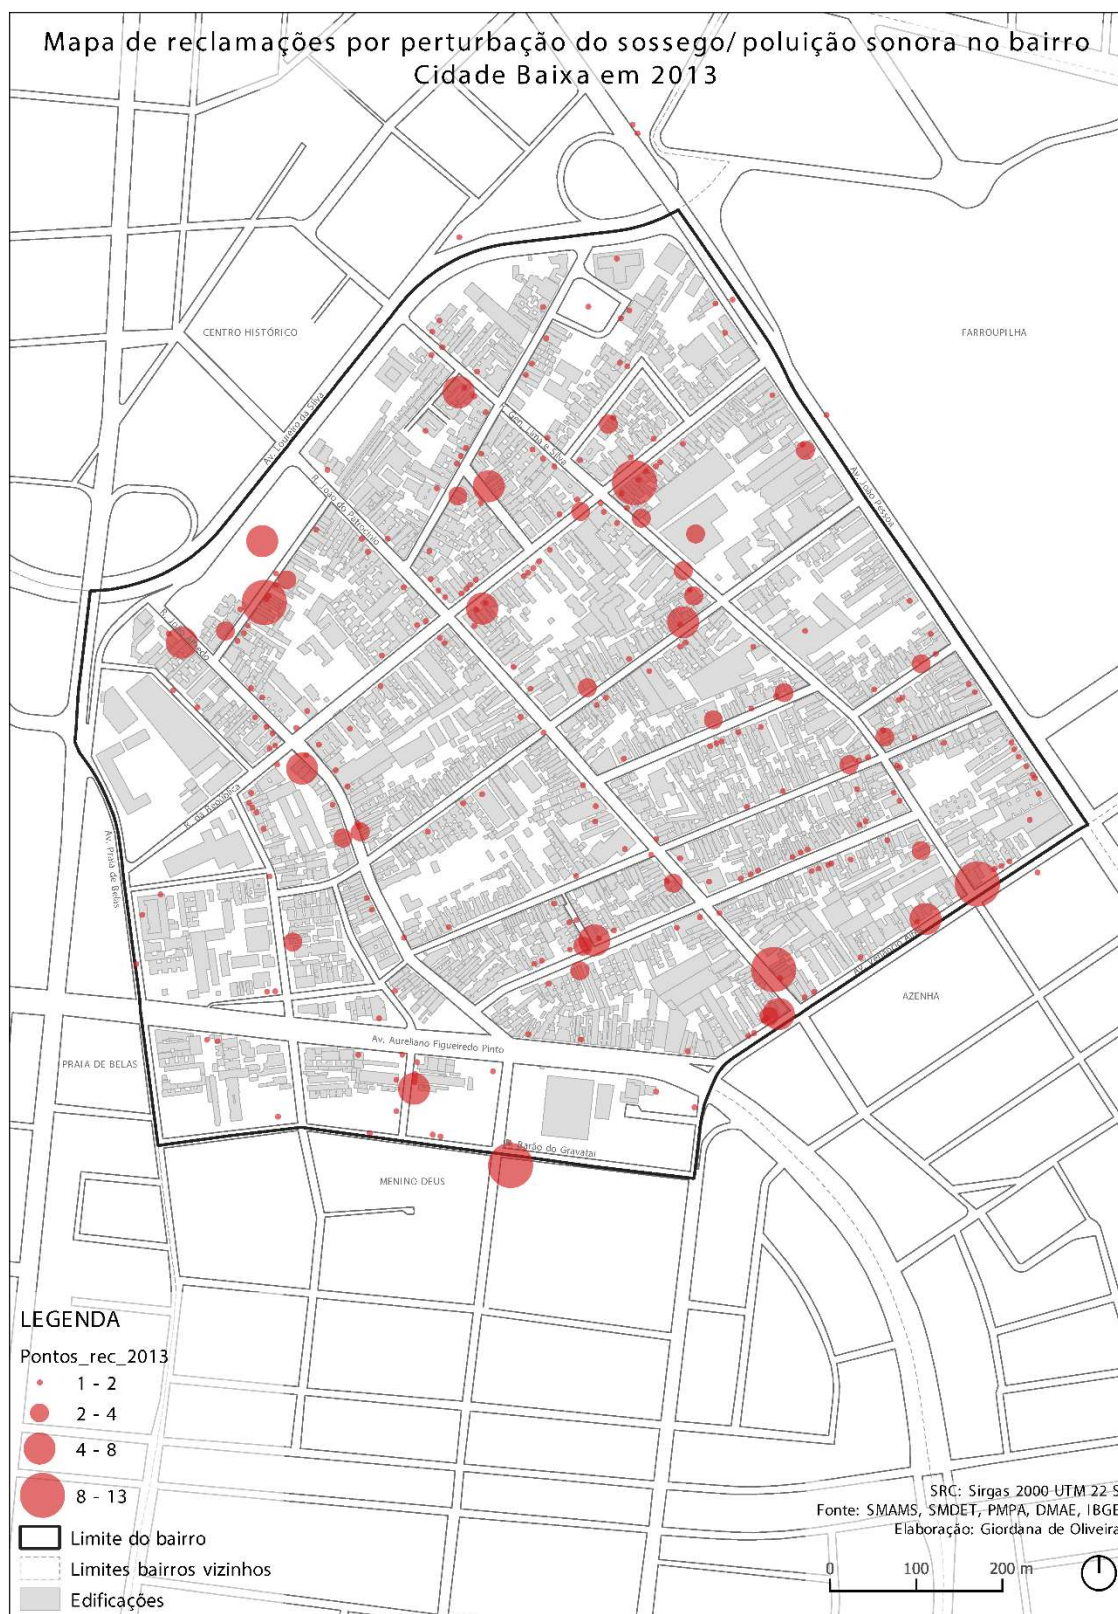 Mapa de reclamações por perturbação do sossego/ poluição sonora no bairro
Cidade Baixa em 2013
CENTRO HISTÓRICO
FARROUPILHA
Av. Loureiro da Silva
R. Gen. Lima e Silva
R. João do Patrocínio
Av. João Pessoa
R. da República
Av. Praia de Belas
Av. Venâncio Aires
AZENHA
Av. Aureliano Figueiredo Pinto
PRAIA DE BELAS
Barão do Gravataí
MENINO DEUS
LEGENDA
Pontos_rec_2013
1 - 2
2 - 4
4 - 8
8 - 13
Limite do bairro
Limites bairros vizinhos
Edificações
SRC: Sirgas 2000 UTM 22 S
Fonte: SMAMS, SMDET, PMPA, DMAE, IBGE
Elaboração: Giordana de Oliveira
0 100 200 m